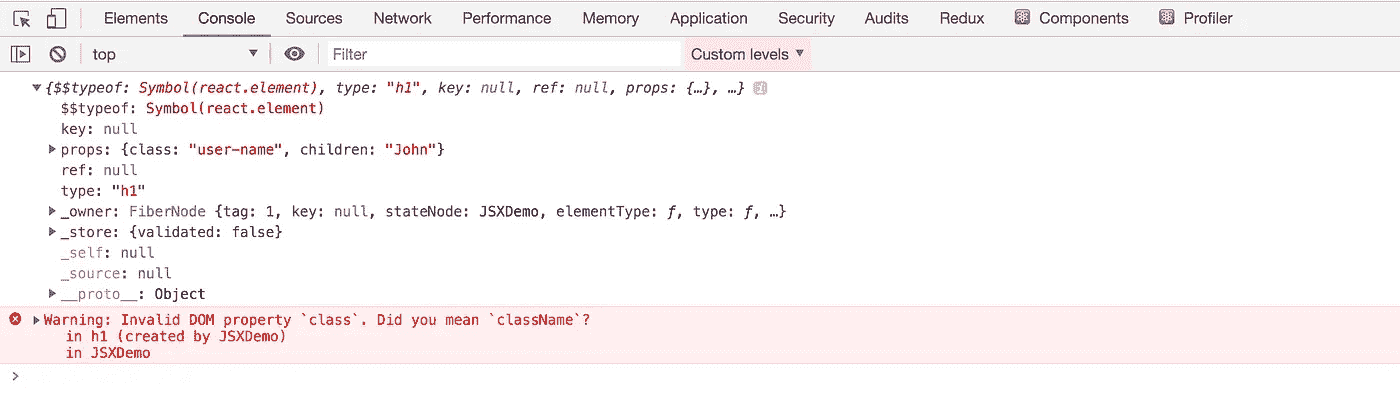 Elements Console Sources Network Performance Memory Application Security Audits Redux Components Profiler
top Filter Custom levels
{$$typeof: Symbol(react.element), type: "h1", key: null, ref: null, props: {…}, …} i
$$typeof: Symbol(react.element)
key: null
props: {class: "user-name", children: "John"}
ref: null
type: "h1"
_owner: FiberNode {tag: 1, key: null, stateNode: JSXDemo, elementType: ƒ, type: ƒ, …}
_store: {validated: false}
_self: null
_source: null
__proto__: Object
Warning: Invalid DOM property `class`. Did you mean `className`?
in h1 (created by JSXDemo)
in JSXDemo
>